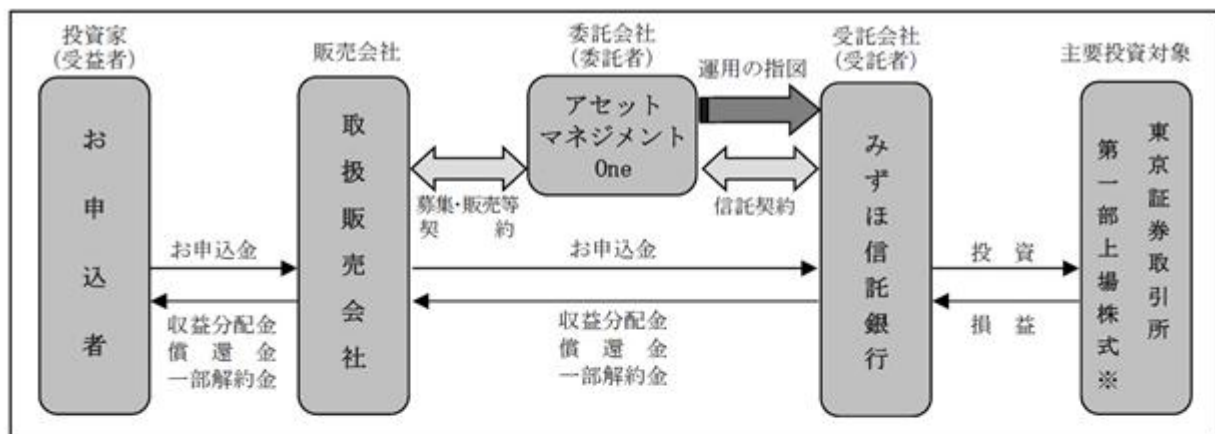 投資家
(受益者)
お申込者
販売会社
取扱販売会社
委託会社
(委託者)
アセット
マネジメント
One
運用の指図
受託会社
(受託者)
みずほ信託銀行
主要投資対象
東京証券取引所
第一部上場株式※
募集・販売等
契約
信託契約
お申込金
収益分配金
償還金
一部解約金
お申込金
収益分配金
償還金
一部解約金
投資
損益